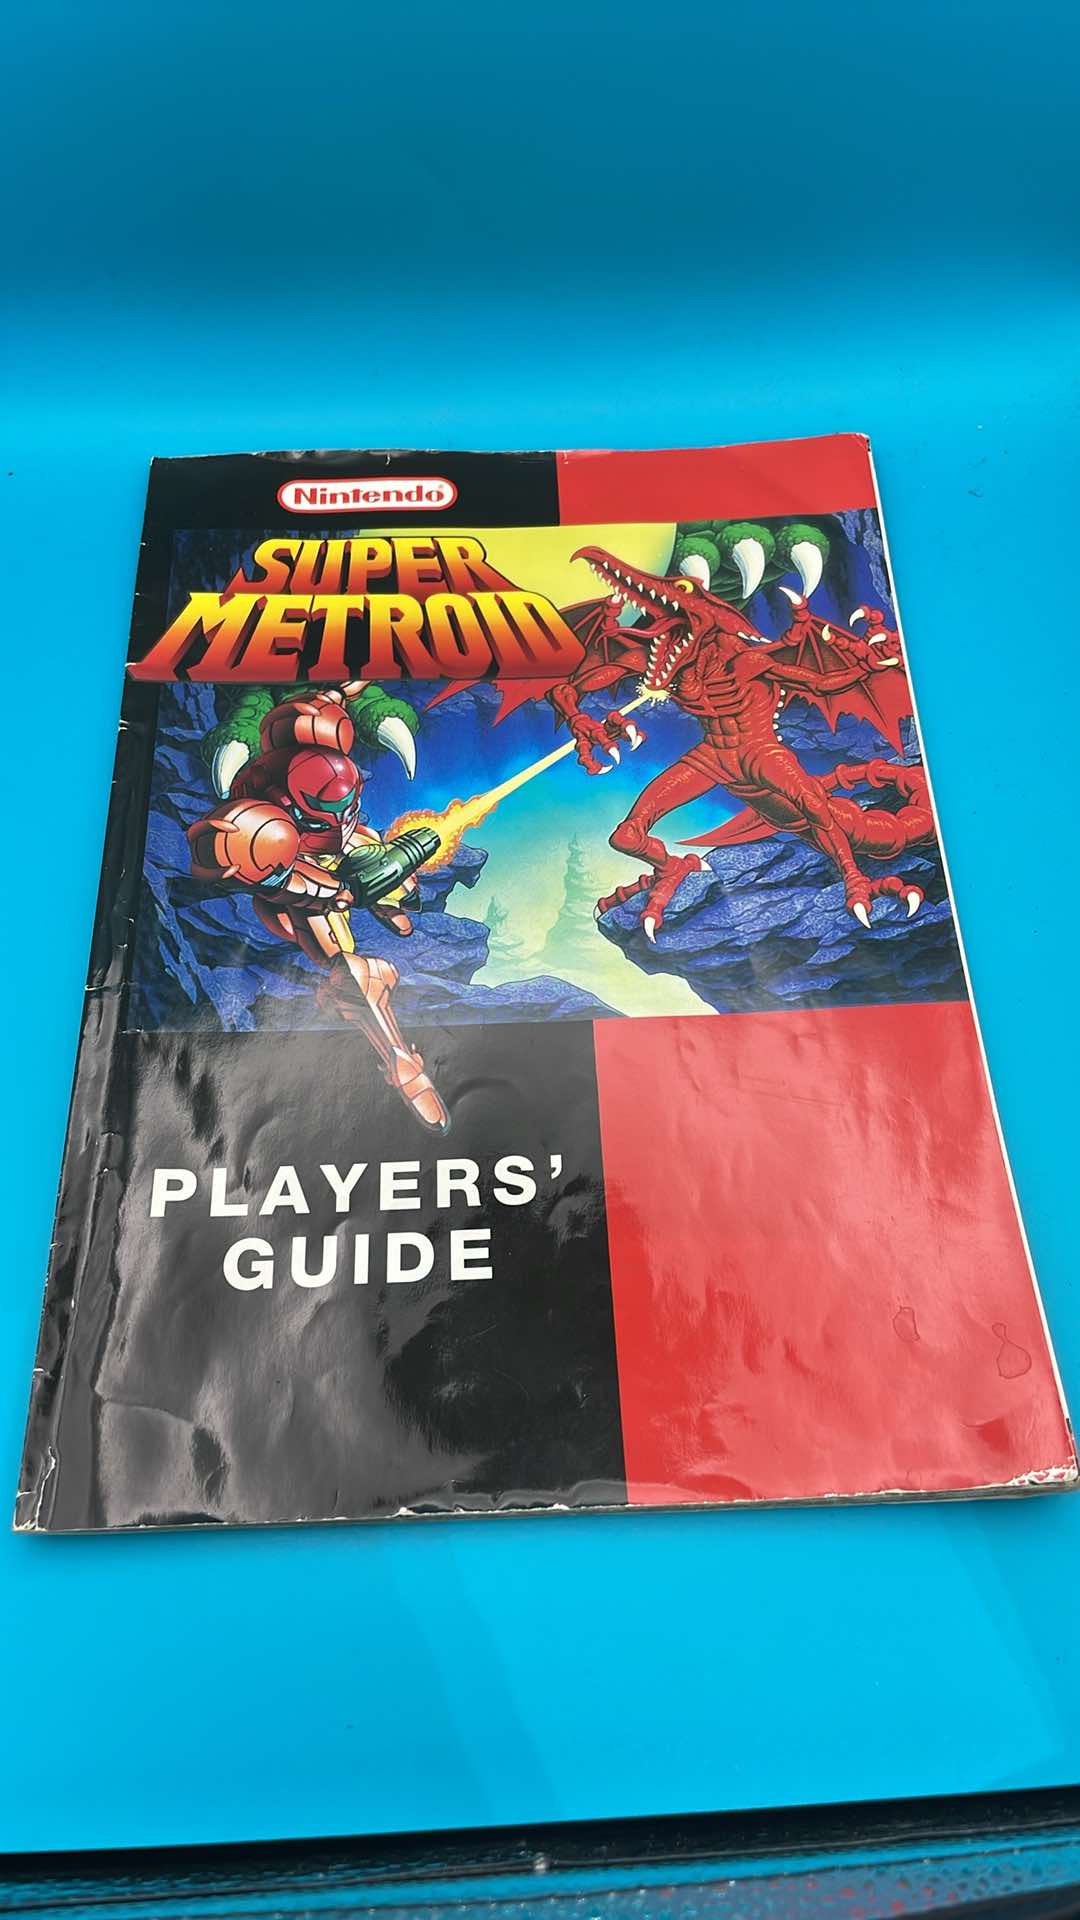 Nintendo®
SUPER
METROID
PLAYERS’
GUIDE